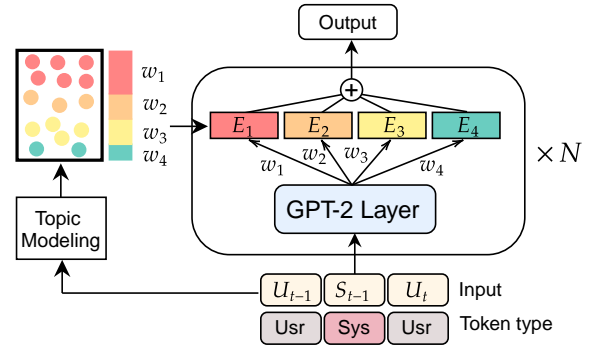 Output
w₁
w₂
w₃
w₄
E₁ E₂ E₃ E₄
w₁ w₂ w₃ w₄
× N
GPT-2 Layer
Topic
Modeling
Uₜ₋₁ Sₜ₋₁ Uₜ Input
Usr Sys Usr Token type